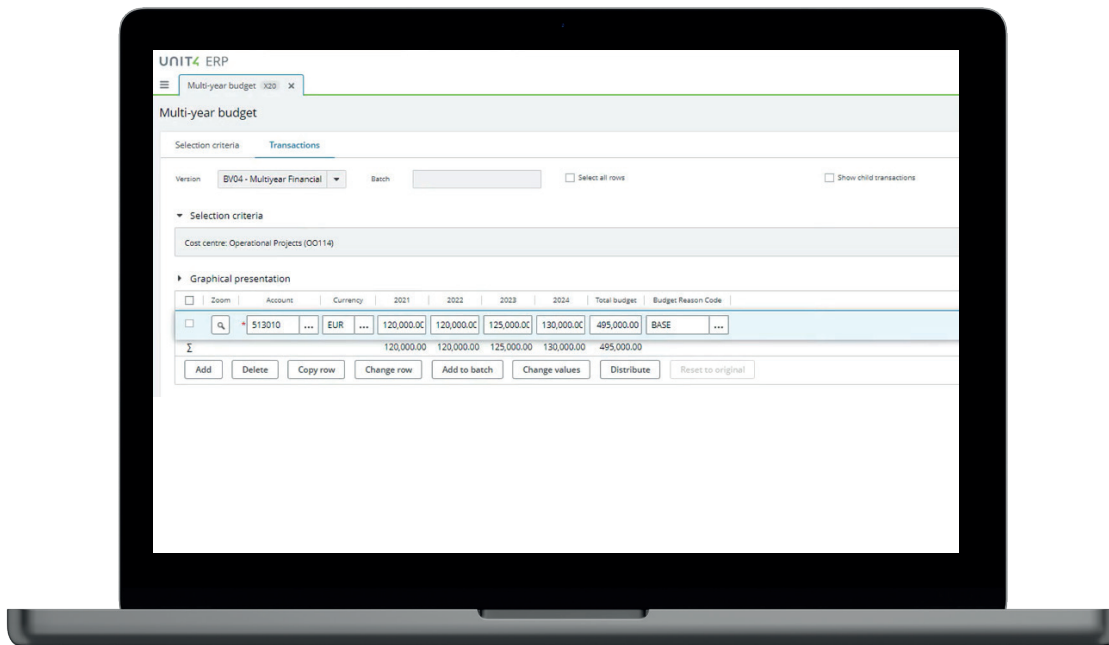 UNIT4 ERP
Multi-year budget X20 X
Multi-year budget
Selection criteria Transactions
Version BV04 - Multiyear Financial Batch Select all rows Show child transactions
Selection criteria
Cost centre: Operational Projects (OO114)
Graphical presentation
Zoom Account Currency 2021 2022 2023 2024 Total budget Budget Reason Code
* 513010 ... EUR ... 120,000.00 120,000.00 125,000.00 130,000.00 495,000.00 BASE ...
Σ 120,000.00 120,000.00 125,000.00 130,000.00 495,000.00
Add Delete Copy row Change row Add to batch Change values Distribute Reset to original